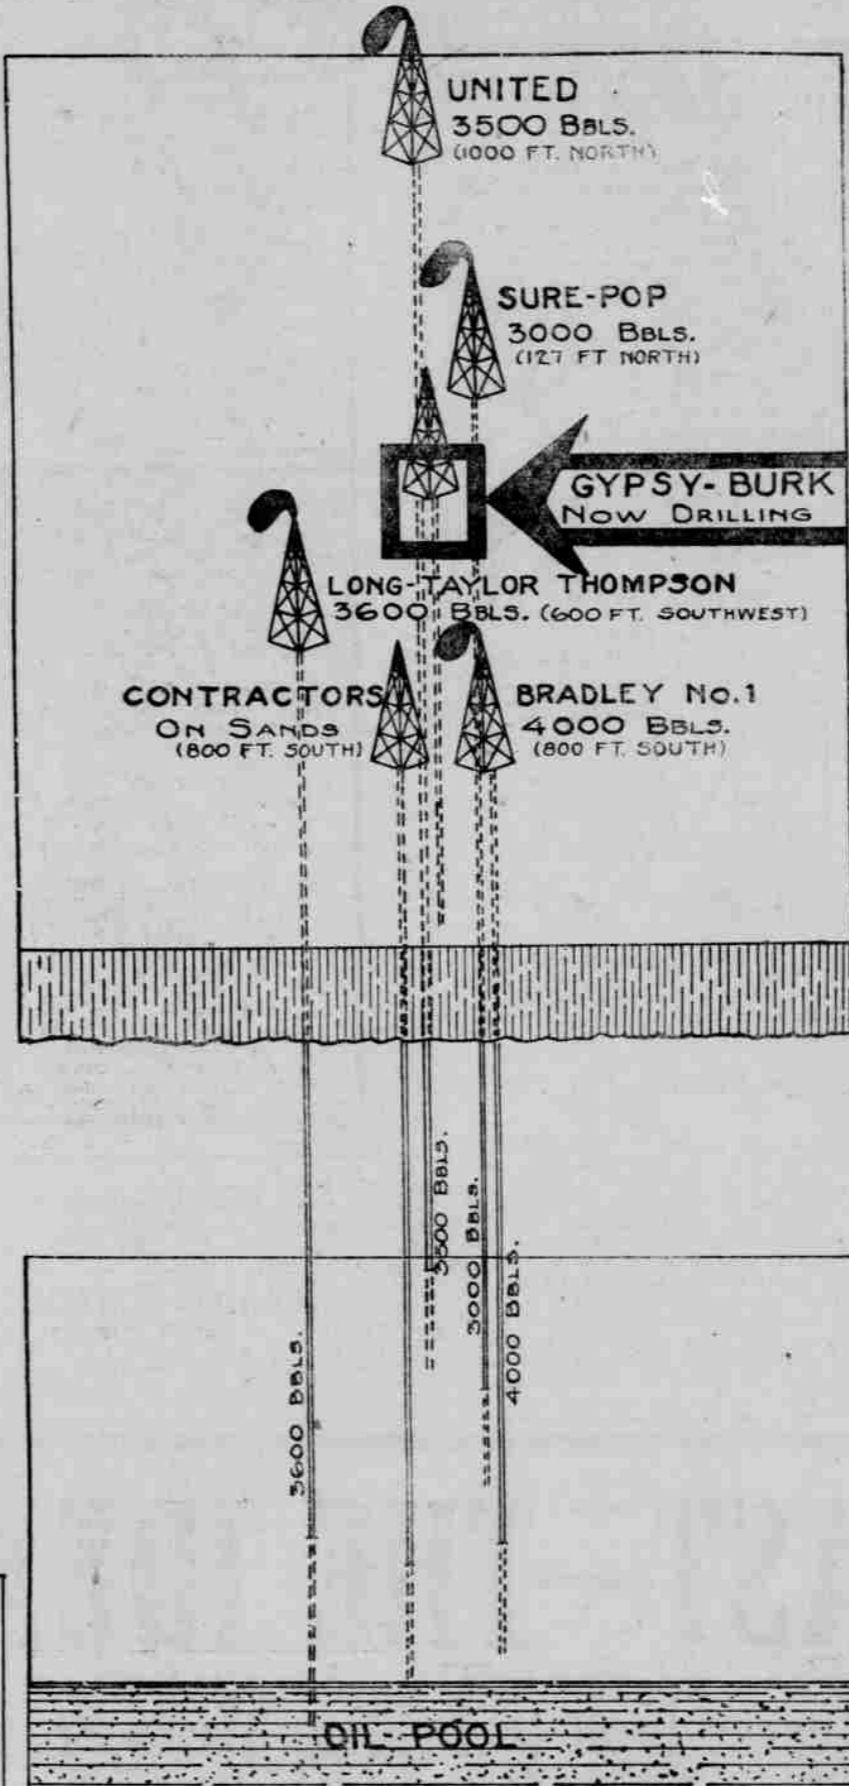 UNITED
3500 BBLS.
(1000 FT. NORTH)
SURE-POP
3000 BBLS.
(127 FT NORTH)
GYPSY-BURK
NOW DRILLING
LONG-TAYLOR THOMPSON
3600 BBLS. (600 FT. SOUTHWEST)
CONTRACTORS
ON SANDS
(800 FT. SOUTH)
BRADLEY NO.1
4000 BBLS.
(800 FT. SOUTH)
3500 BBLS.
3000 BBLS.
4000 BBLS.
3600 BBLS.
OIL POOL